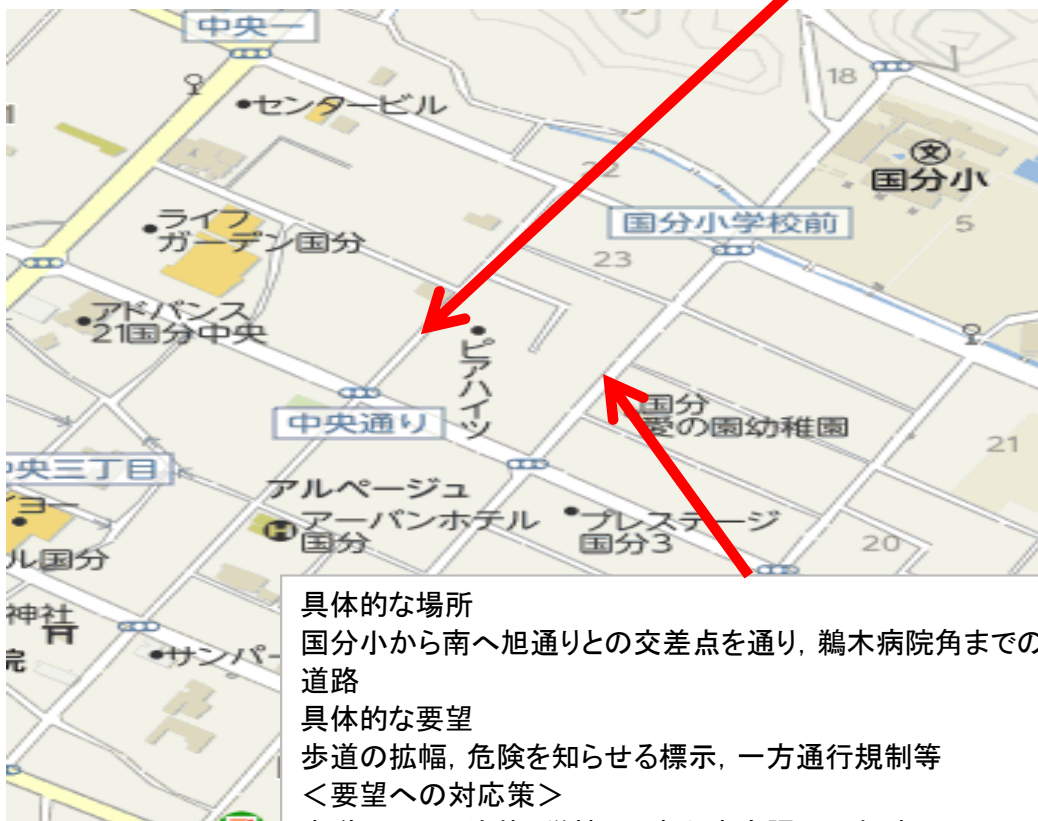 中央一
18
センタービル
文
国分小
22
国分小学校前
5
ライフ
ガーデン国分
23
アドパンス
21国分中央
ピアハイツ
中央通り
国分
愛の園幼稚園
21
央三丁目
アルページュ
アーバンホテル
国分
H
プレステージ
国分3
20
ヨー
ル国分
神社
院
サンパー
具体的な場所
国分小から南へ旭通りとの交差点を通り，鵜木病院角までの
道路
具体的な要望
歩道の拡幅，危険を知らせる標示，一方通行規制等
＜要望への対応策＞